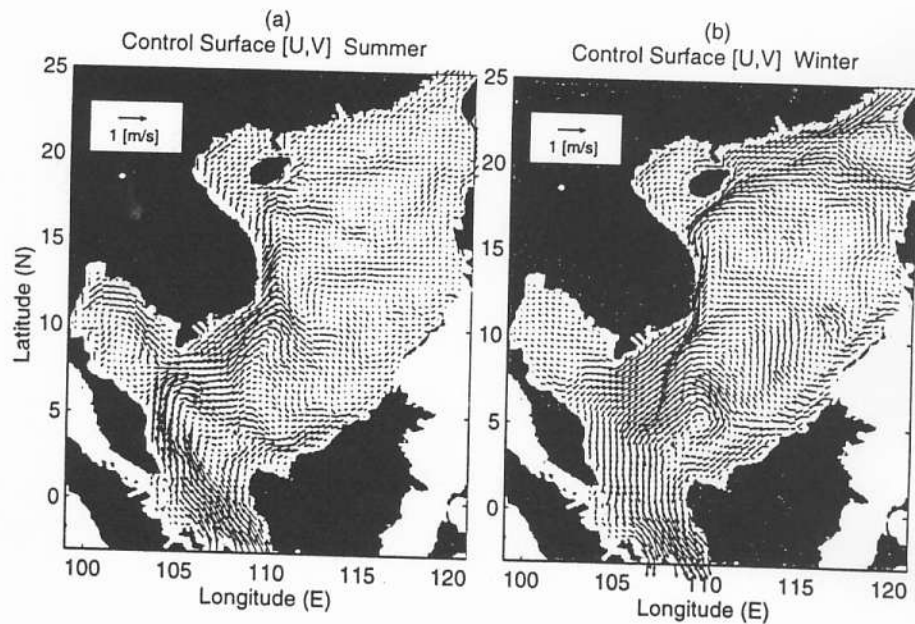 (a)
Control Surface [U,V] Summer
25
20
15
10
5
0
Latitude (N)
1 [m/s]
100 105 110 115 120
Longitude (E)
(b)
Control Surface [U,V] Winter
25
20
15
10
5
0
1 [m/s]
100 105 110 115 120
Longitude (E)